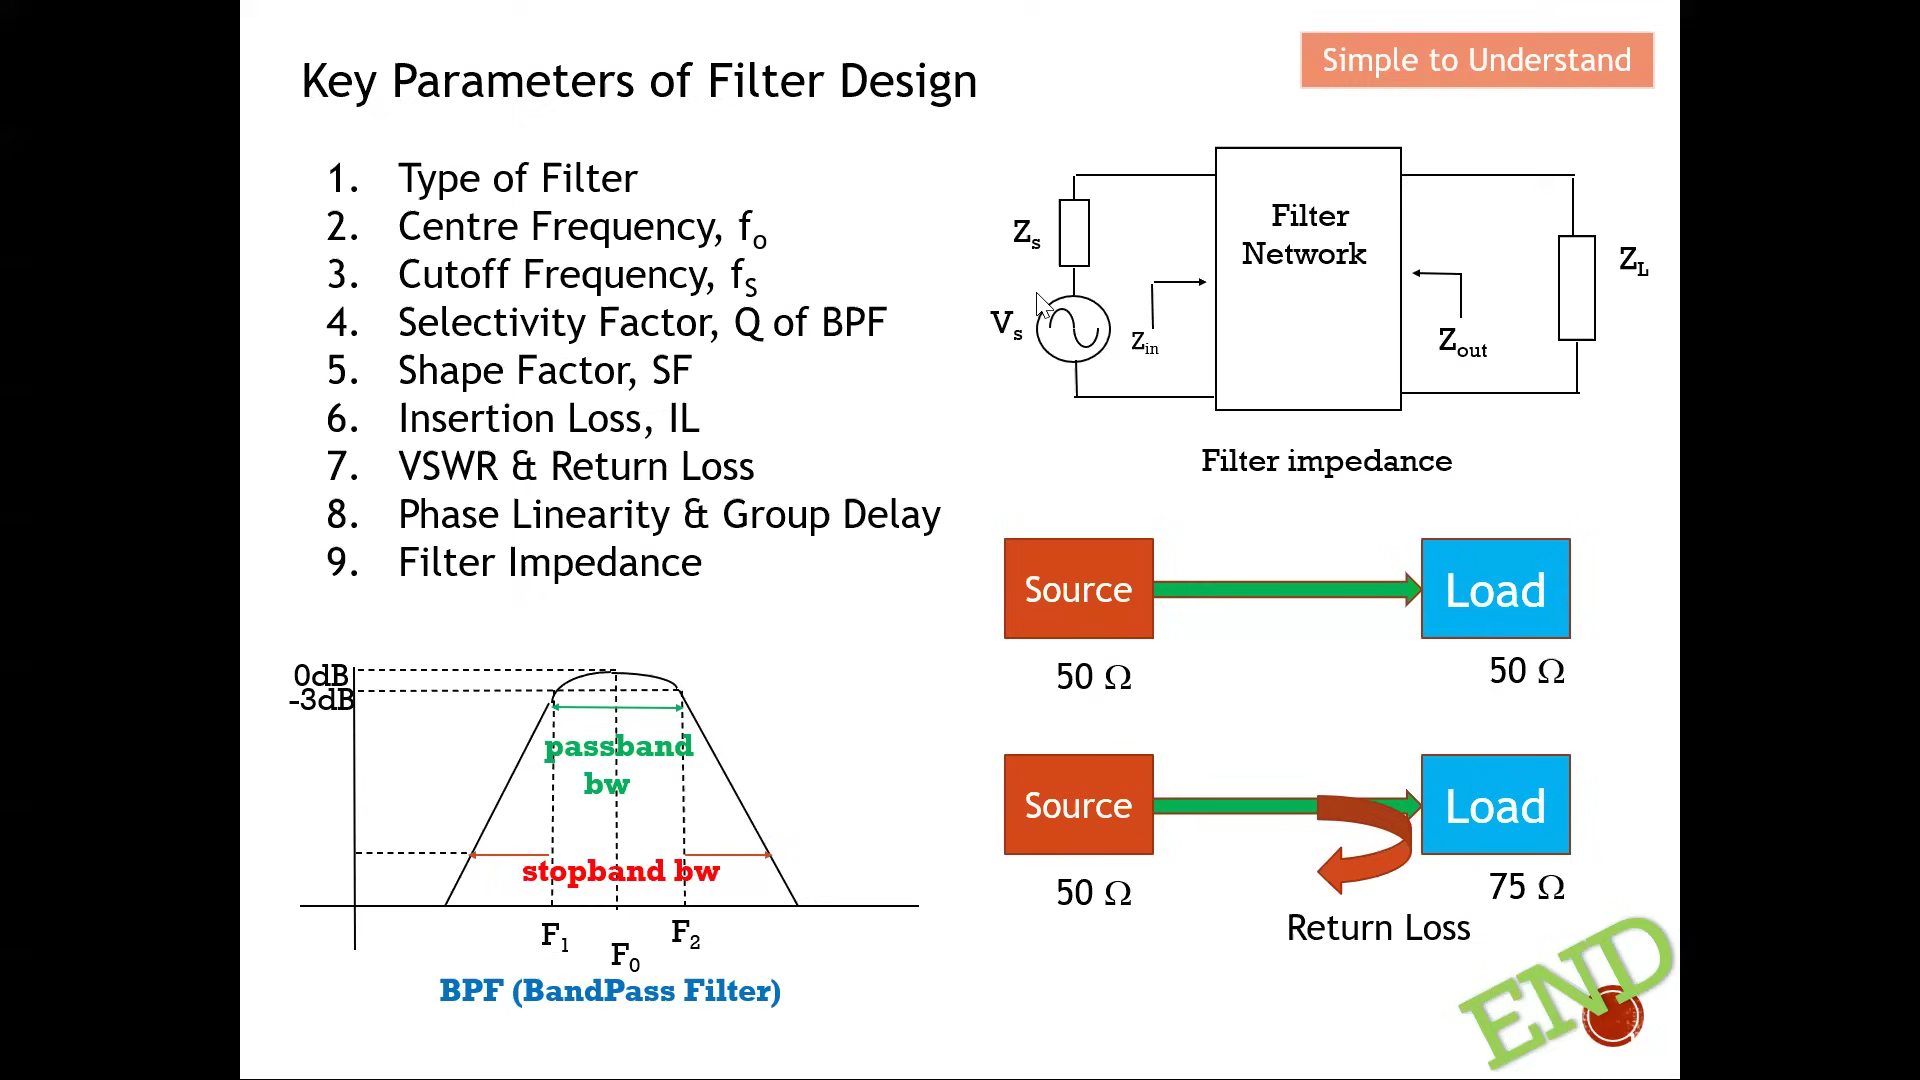 Simple to Understand
Key Parameters of Filter Design
1. Type of Filter
2. Centre Frequency, fo
3. Cutoff Frequency, fS
4. Selectivity Factor, Q of BPF
5. Shape Factor, SF
6. Insertion Loss, IL
7. VSWR & Return Loss
8. Phase Linearity & Group Delay
9. Filter Impedance
Filter
Network
Zs
Vs
Zin
Zout
ZL
Filter impedance
Source
Load
50 Ω
50 Ω
Source
Load
50 Ω
75 Ω
Return Loss
0dB
-3dB
passband
bw
stopband bw
F1
F0
F2
BPF (BandPass Filter)
END